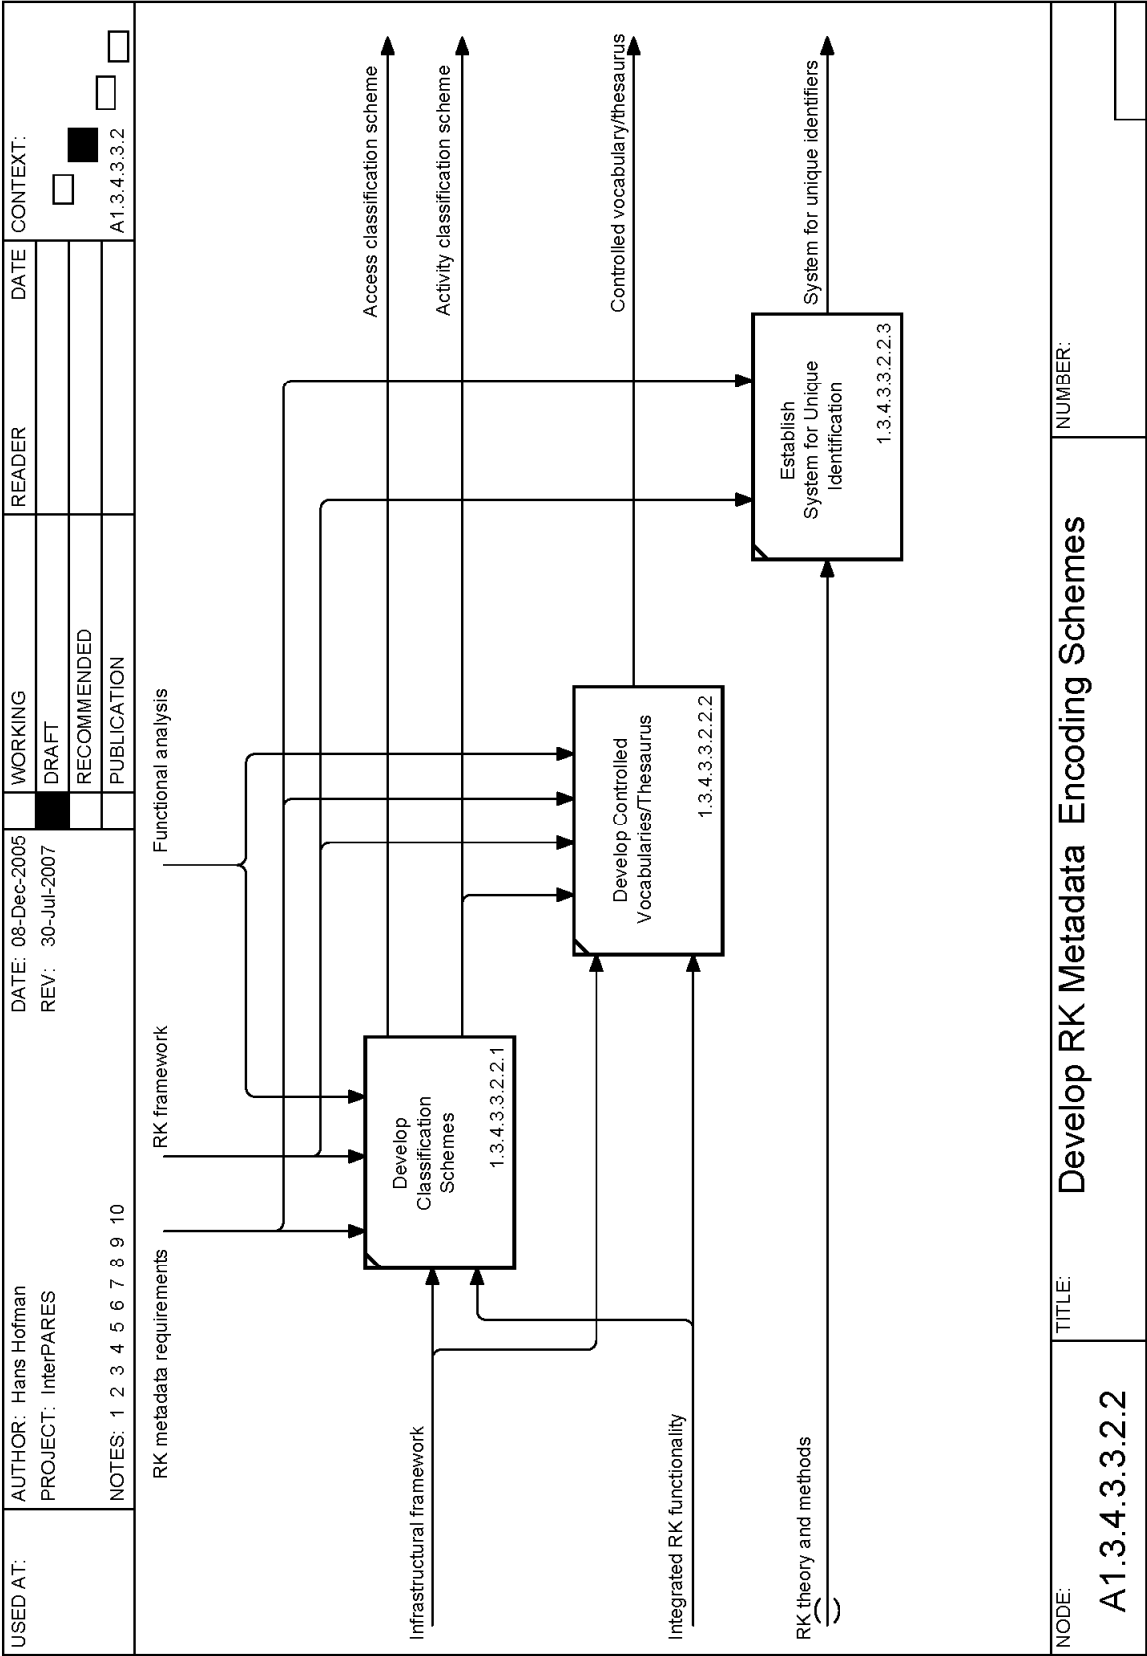 USED AT:
AUTHOR: Hans Hofman
PROJECT: InterPARES
NOTES: 1 2 3 4 5 6 7 8 9 10
DATE: 08-Dec-2005
REV: 30-Jul-2007
WORKING
DRAFT
RECOMMENDED
PUBLICATION
READER
DATE
CONTEXT:
A1.3.4.3.3.2
RK metadata requirements
RK framework
Functional analysis
Access classification scheme
Activity classification scheme
Infrastructural framework
Develop
Classification
Schemes
1.3.4.3.3.2.2.1
Controlled vocabulary/thesaurus
Integrated RK functionality
Develop Controlled
Vocabularies/Thesaurus
1.3.4.3.3.2.2.2
RK theory and methods
Establish
System for Unique
Identification
1.3.4.3.3.2.2.3
System for unique identifiers
NODE:
A1.3.4.3.3.2.2
TITLE:
Develop RK Metadata Encoding Schemes
NUMBER: